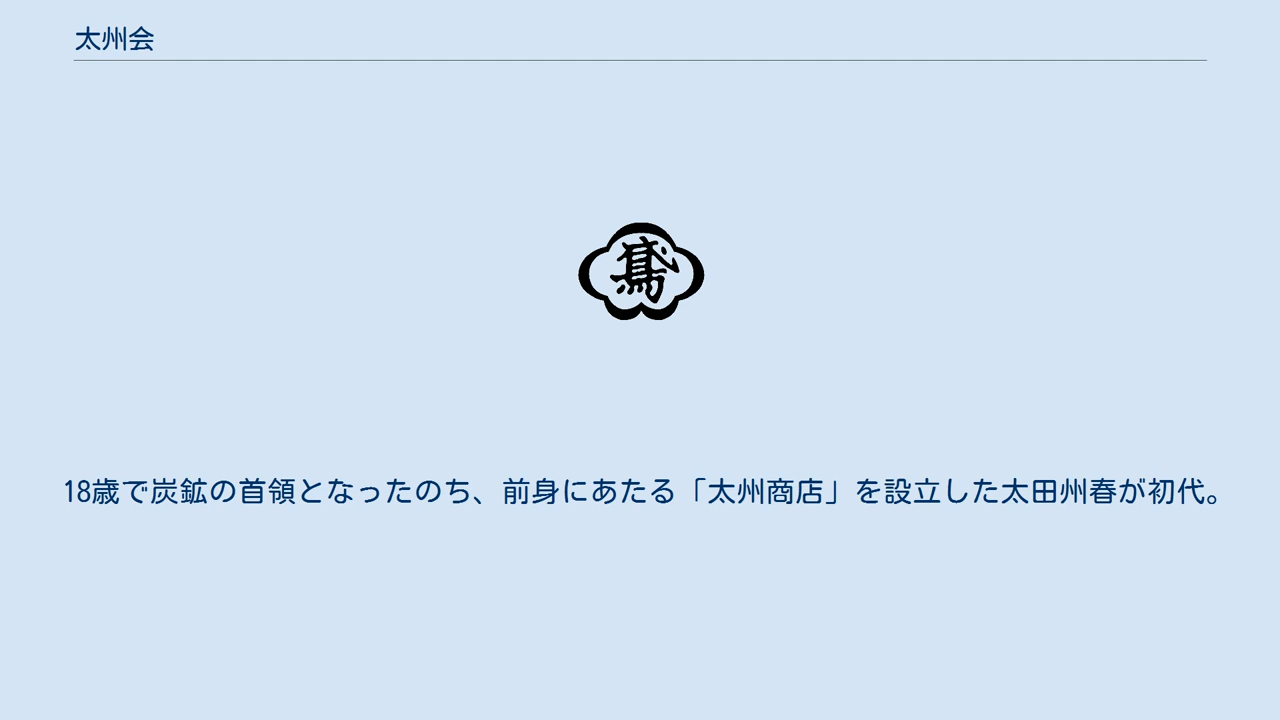 太州会
鳶
18歳で炭鉱の首領となったのち、前身にあたる「太州商店」を設立した太田州春が初代。